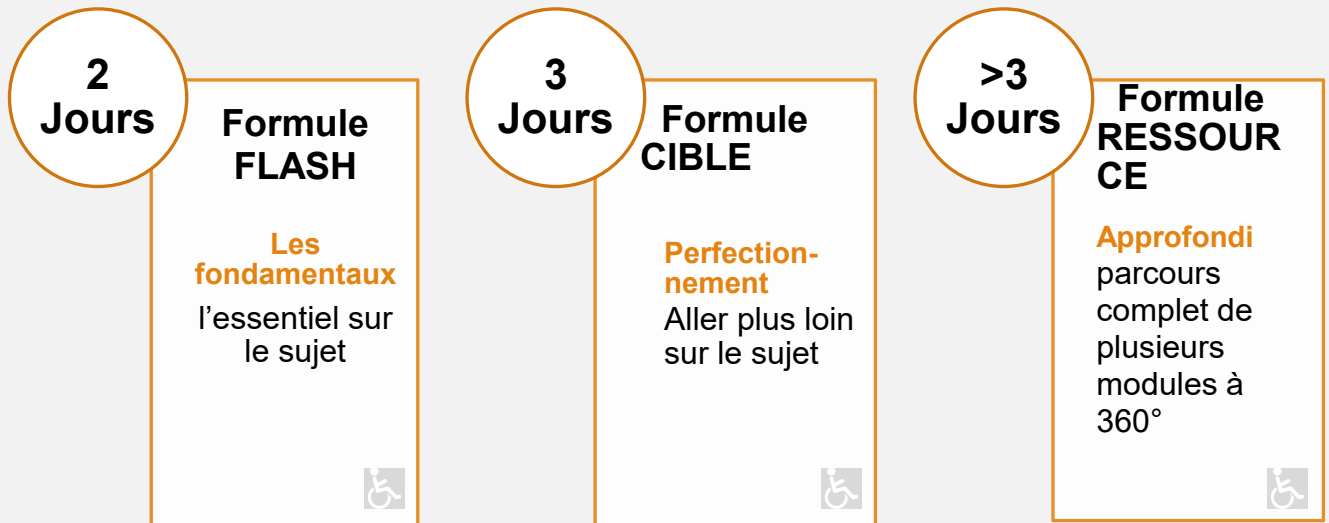 2
Jours
Formule
FLASH
Les
fondamentaux
l’essentiel sur
le sujet
3
Jours
Formule
CIBLE
Perfection-
nement
Aller plus loin
sur le sujet
>3
Jours
Formule
RESSOUR
CE
Approfondi
parcours
complet de
plusieurs
modules à
360°